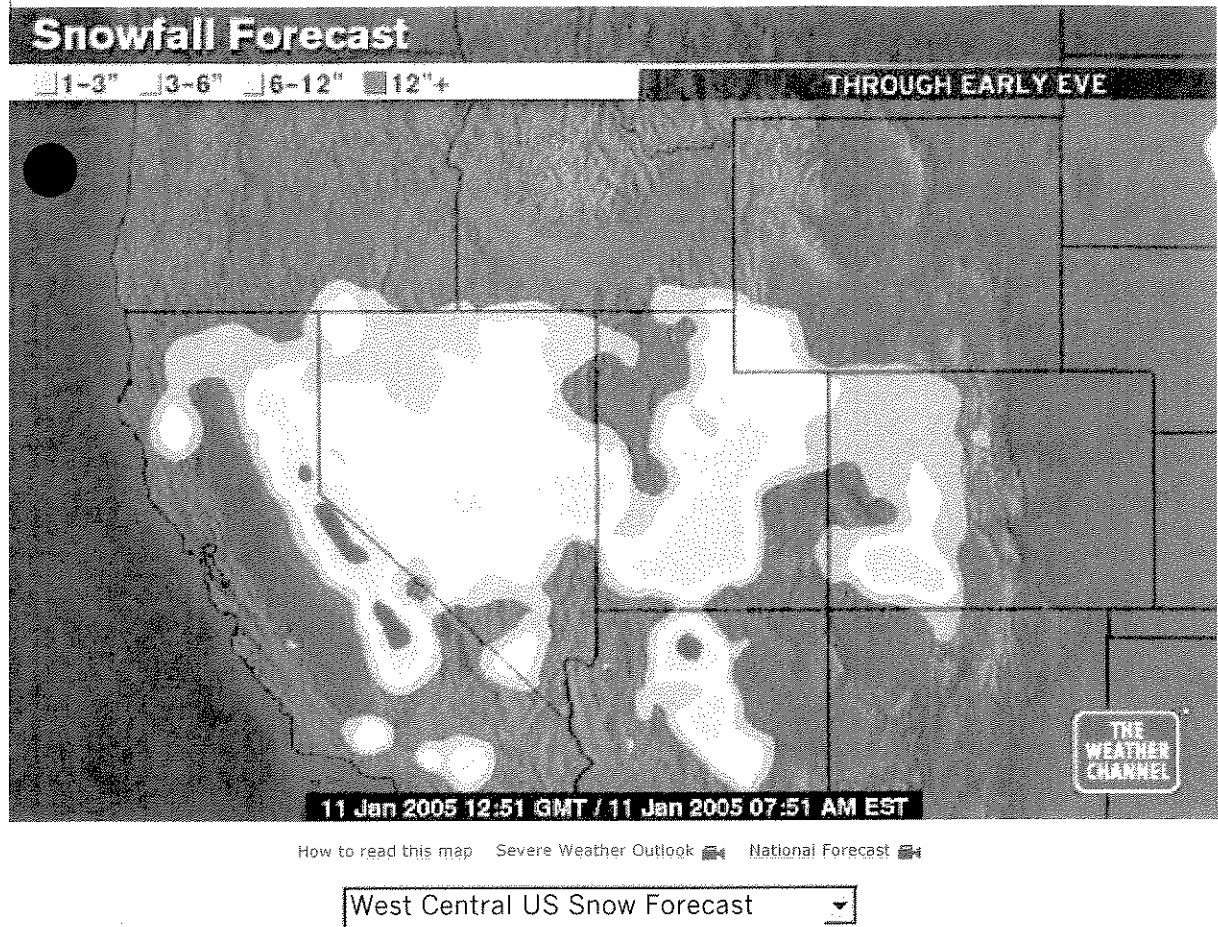 Snowfall Forecast
1-3" 3-6" 6-12" 12"+
THROUGH EARLY EVE
THE
WEATHER
CHANNEL
11 Jan 2005 12:51 GMT / 11 Jan 2005 07:51 AM EST
How to read this map Severe Weather Outlook National Forecast
West Central US Snow Forecast